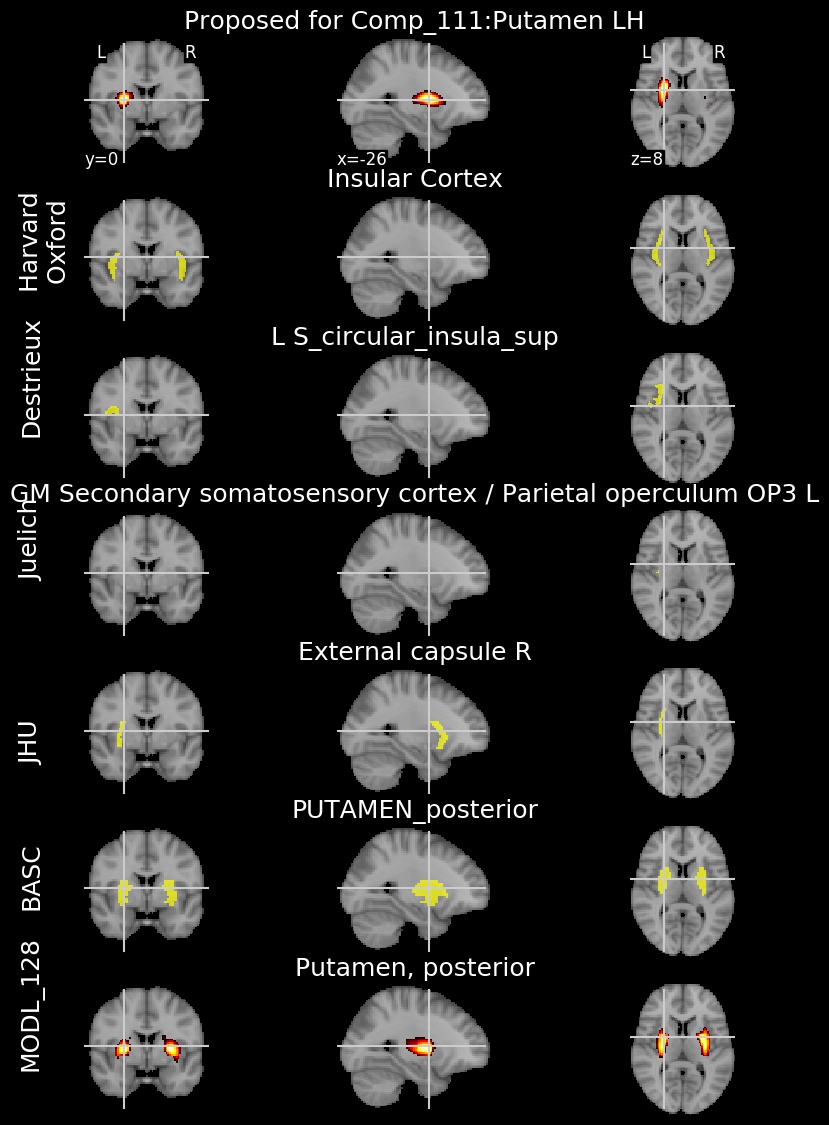 Proposed for Comp_111:Putamen LH
L R L R
y=0 x=-26 z=8
Insular Cortex
Harvard
Oxford
L S_circular_insula_sup
Destrieux
GM Secondary somatosensory cortex / Parietal operculum OP3 L
Juelich
External capsule R
JHU
PUTAMEN_posterior
BASC
Putamen, posterior
MODL_128